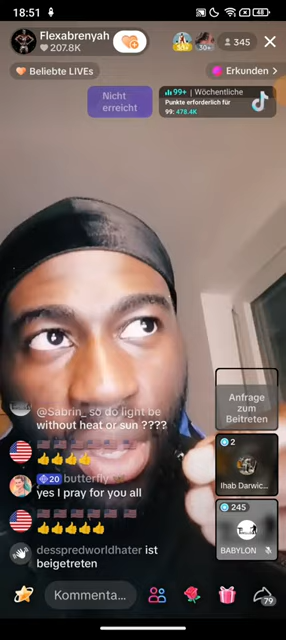 18:51
48
Flexabrenyah
207.8K
30+
345
Beliebte LIVEs
Erkunden
Nicht
erreicht
99+ | Wöchentliche
Punkte erforderlich für
99: 478.4K
@Sabrin_ so do light be
without heat or sun ????
20 butterfly
yes I pray for you all
desspredworldhater ist
beigetreten
Anfrage
zum
Beitreten
2
Ihab Darwic...
245
BABYLON
Kommenta...
79